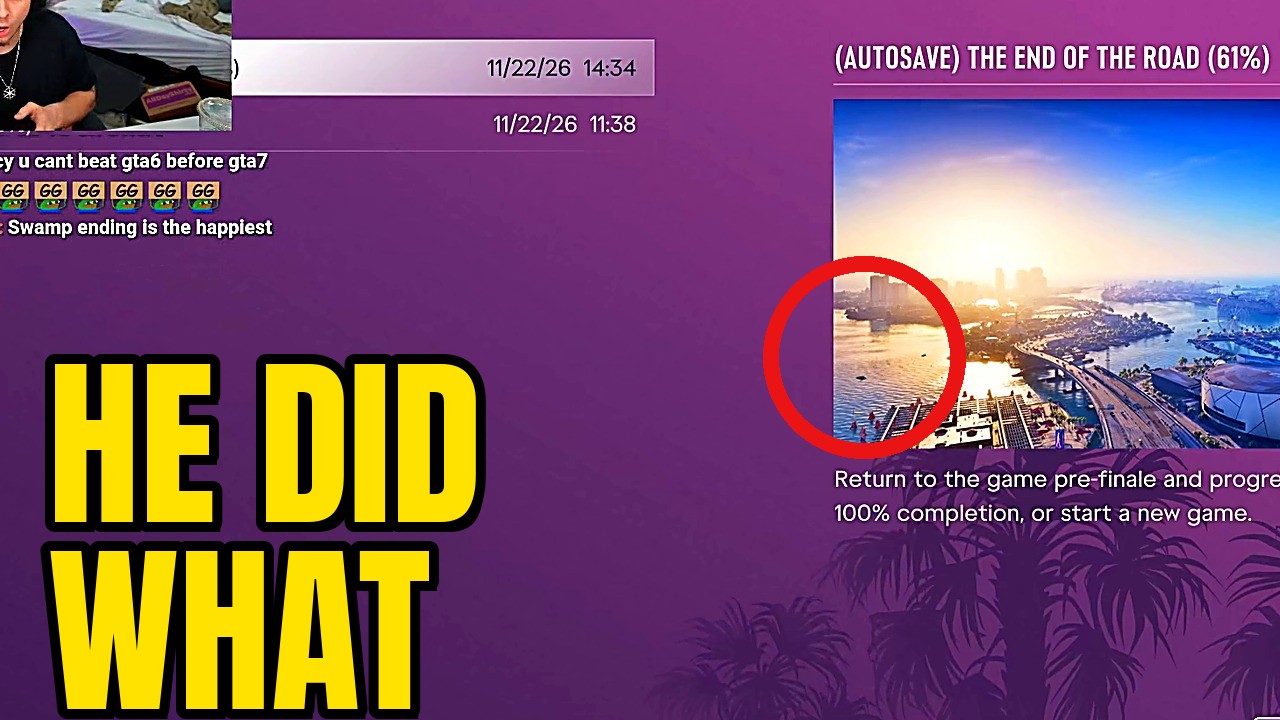 11/22/26 14:34
11/22/26 11:38
(AUTOSAVE) THE END OF THE ROAD (61%)
cy u cant beat gta6 before gta7
GG GG GG GG GG GG
: Swamp ending is the happiest
Return to the game pre-finale and progre
100% completion, or start a new game.
HE DID
WHAT